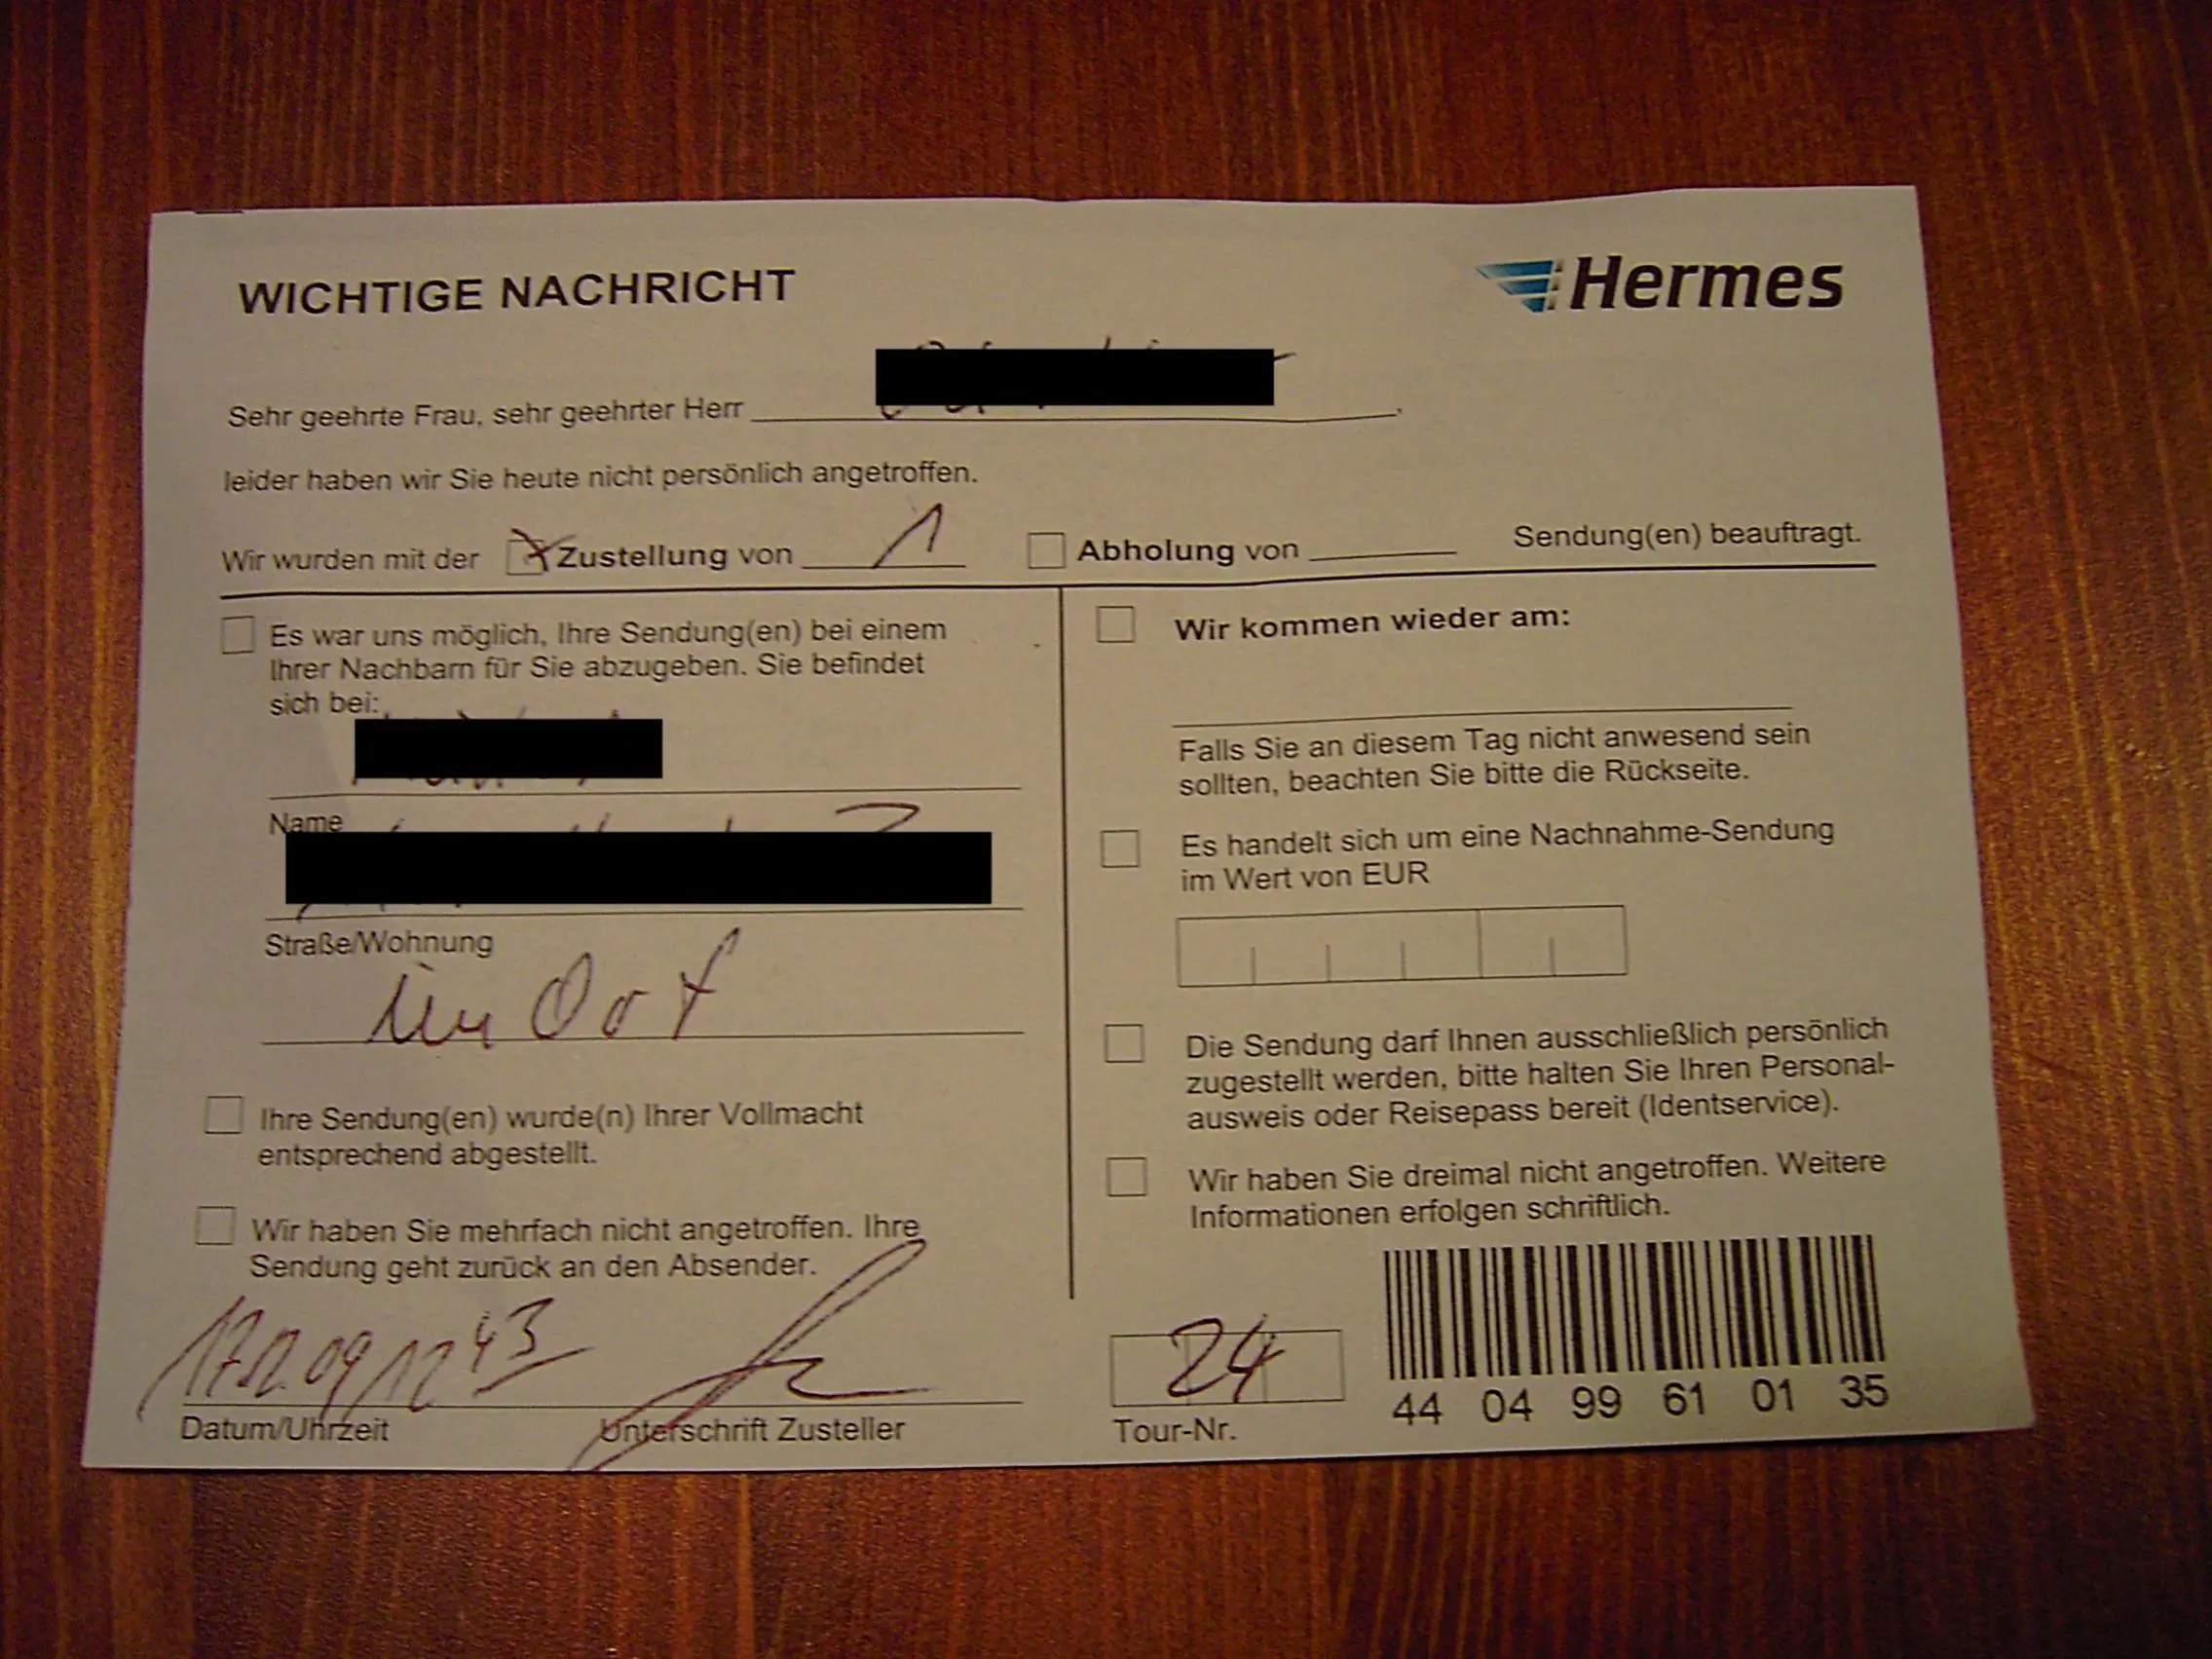 WICHTIGE NACHRICHT
Hermes
Sehr geehrte Frau, sehr geehrter Herr
leider haben wir Sie heute nicht persönlich angetroffen.
Wir wurden mit der Zustellung von 1 Abholung von Sendung(en) beauftragt.
Es war uns möglich, Ihre Sendung(en) bei einem
Ihrer Nachbarn für Sie abzugeben. Sie befindet
sich bei:
Name
Straße/Wohnung
im Ort
Ihre Sendung(en) wurde(n) Ihrer Vollmacht
entsprechend abgestellt.
Wir haben Sie mehrfach nicht angetroffen. Ihre
Sendung geht zurück an den Absender.
17.12.09 12 43
Datum/Uhrzeit Unterschrift Zusteller
Wir kommen wieder am:
Falls Sie an diesem Tag nicht anwesend sein
sollten, beachten Sie bitte die Rückseite.
Es handelt sich um eine Nachnahme-Sendung
im Wert von EUR
Die Sendung darf Ihnen ausschließlich persönlich
zugestellt werden, bitte halten Sie Ihren Personal-
ausweis oder Reisepass bereit (Identservice).
Wir haben Sie dreimal nicht angetroffen. Weitere
Informationen erfolgen schriftlich.
24
Tour-Nr.
44 04 99 61 01 35